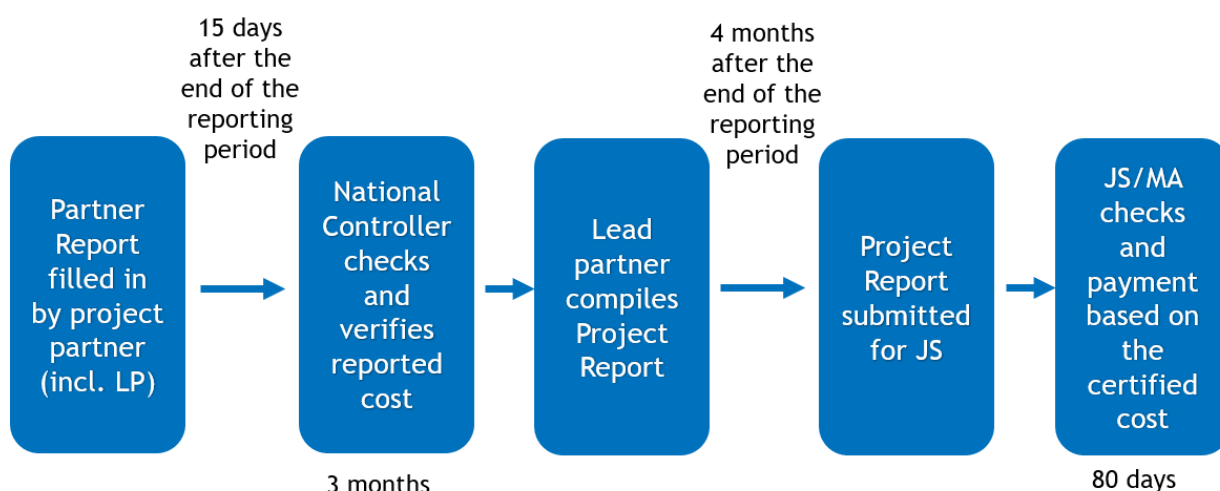 15 days
after the
end of the
reporting
period
4 months
after the
end of the
reporting
period
Partner
Report
filled in
by project
partner
(incl. LP)
National
Controller
checks
and
verifies
reported
cost
Lead
partner
compiles
Project
Report
Project
Report
submitted
for JS
JS/MA
checks
and
payment
based on
the
certified
cost
3 months
80 days